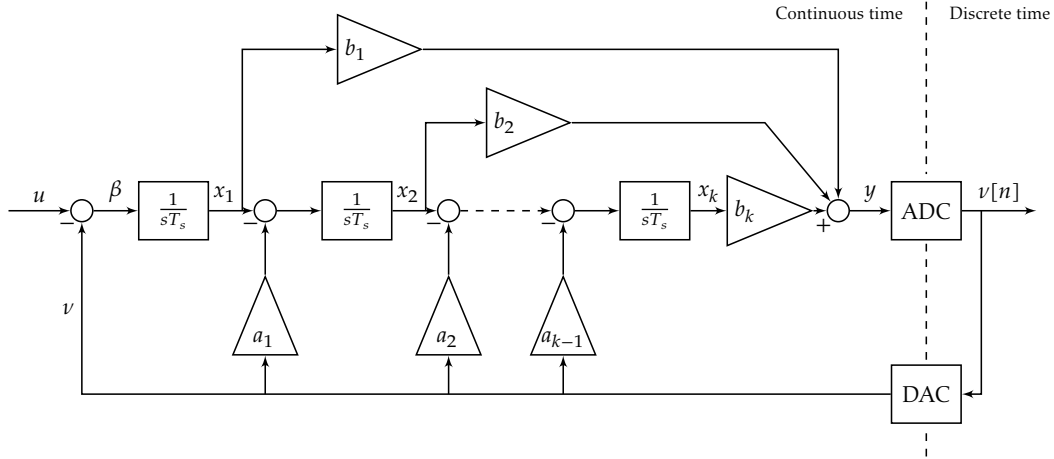 Continuous time
Discrete time
b₁
b₂
u
β
1/(sTₛ)
x₁
1/(sTₛ)
x₂
1/(sTₛ)
xₖ
bₖ
y
ADC
ν[n]
−
−
−
−
+
ν
a₁
a₂
aₖ₋₁
DAC